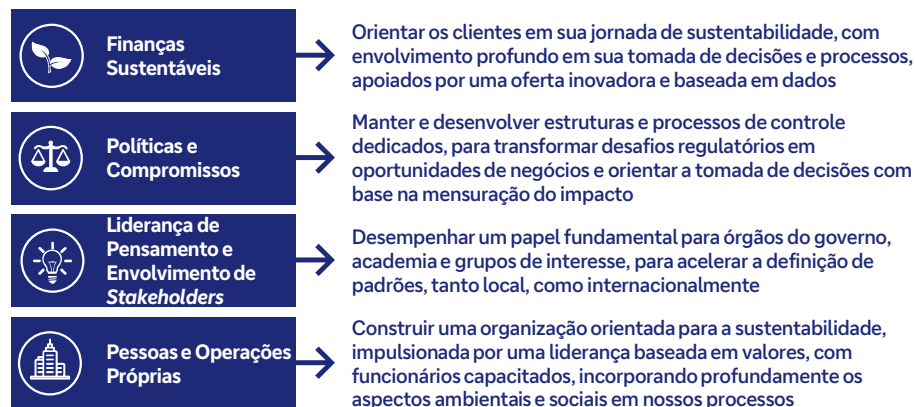 Finanças
Sustentáveis
Orientar os clientes em sua jornada de sustentabilidade, com
envolvimento profundo em sua tomada de decisões e processos,
apoiados por uma oferta inovadora e baseada em dados
Políticas e
Compromissos
Manter e desenvolver estruturas e processos de controle
dedicados, para transformar desafios regulatórios em
oportunidades de negócios e orientar a tomada de decisões com
base na mensuração do impacto
Liderança de
Pensamento e
Envolvimento de
Stakeholders
Desempenhar um papel fundamental para órgãos do governo,
academia e grupos de interesse, para acelerar a definição de
padrões, tanto local, como internacionalmente
Pessoas e Operações
Próprias
Construir uma organização orientada para a sustentabilidade,
impulsionada por uma liderança baseada em valores, com
funcionários capacitados, incorporando profundamente os
aspectos ambientais e sociais em nossos processos